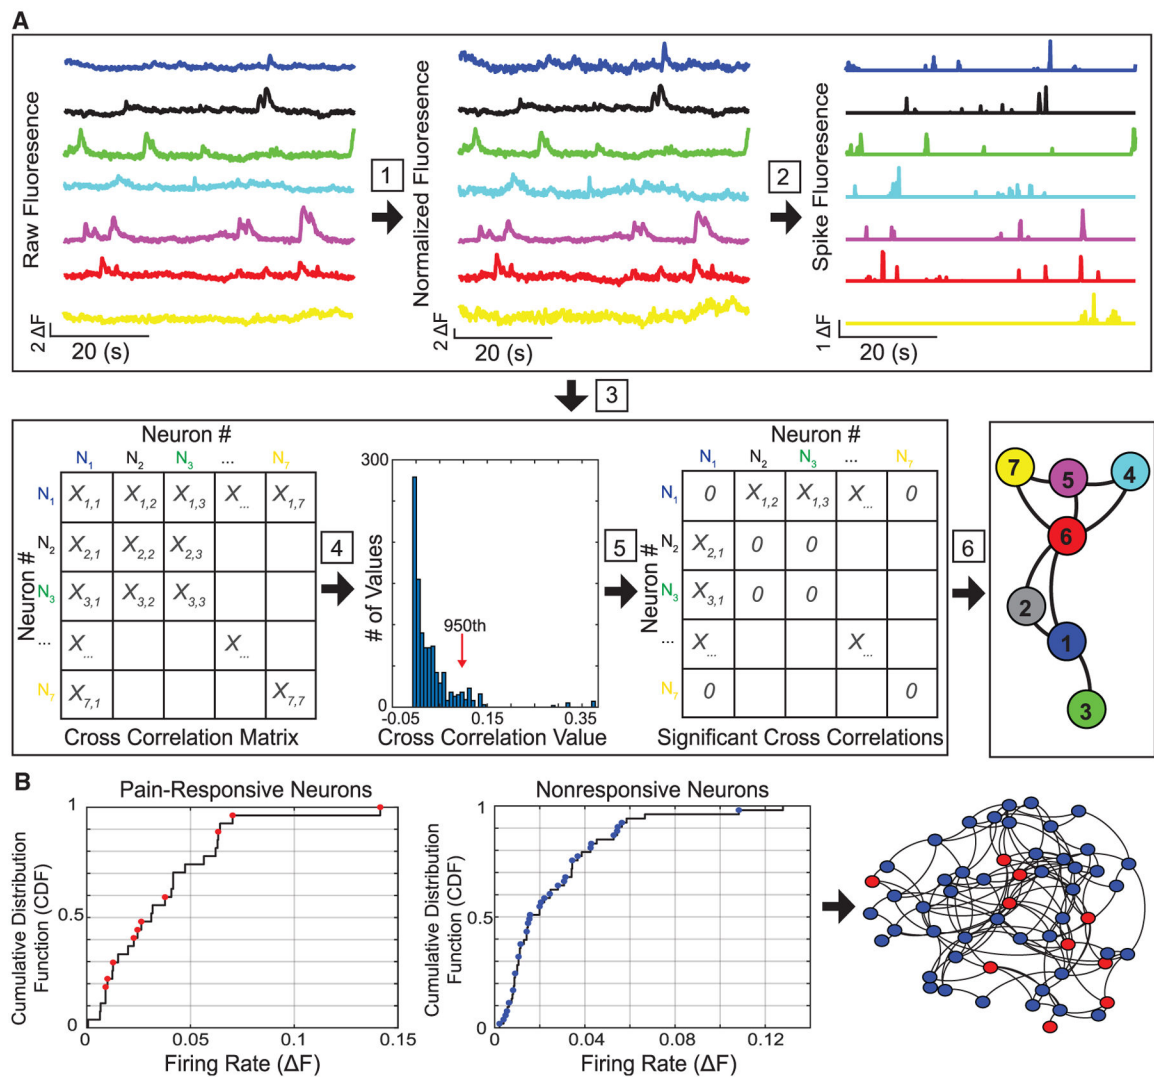 A
Raw Fluoresence
2 ΔF
20 (s)
1
Normalized Fluoresence
2 ΔF
20 (s)
2
Spike Fluoresence
1 ΔF
20 (s)
3
Neuron #
N1 N2 N3 ... N7
Neuron #
N1 X1,1 X1,2 X1,3 X... X1,7
N2 X2,1 X2,2 X2,3
N3 X3,1 X3,2 X3,3
... X... X...
N7 X7,1 X7,7
Cross Correlation Matrix
4
300
# of Values
0
950th
-0.05 0.15 0.35
Cross Correlation Value
5
Neuron #
N1 N2 N3 ... N7
Neuron #
N1 0 X1,2 X1,3 X... 0
N2 X2,1 0 0
N3 X3,1 0 0
... X... X...
N7 0 0
Significant Cross Correlations
6
7
5
4
6
2
1
3
B
Pain-Responsive Neurons
Cumulative Distribution
Function (CDF)
1
0.5
0
0 0.05 0.1 0.15
Firing Rate (ΔF)
Nonresponsive Neurons
Cumulative Distribution
Function (CDF)
1
0.5
0
0 0.04 0.08 0.12
Firing Rate (ΔF)